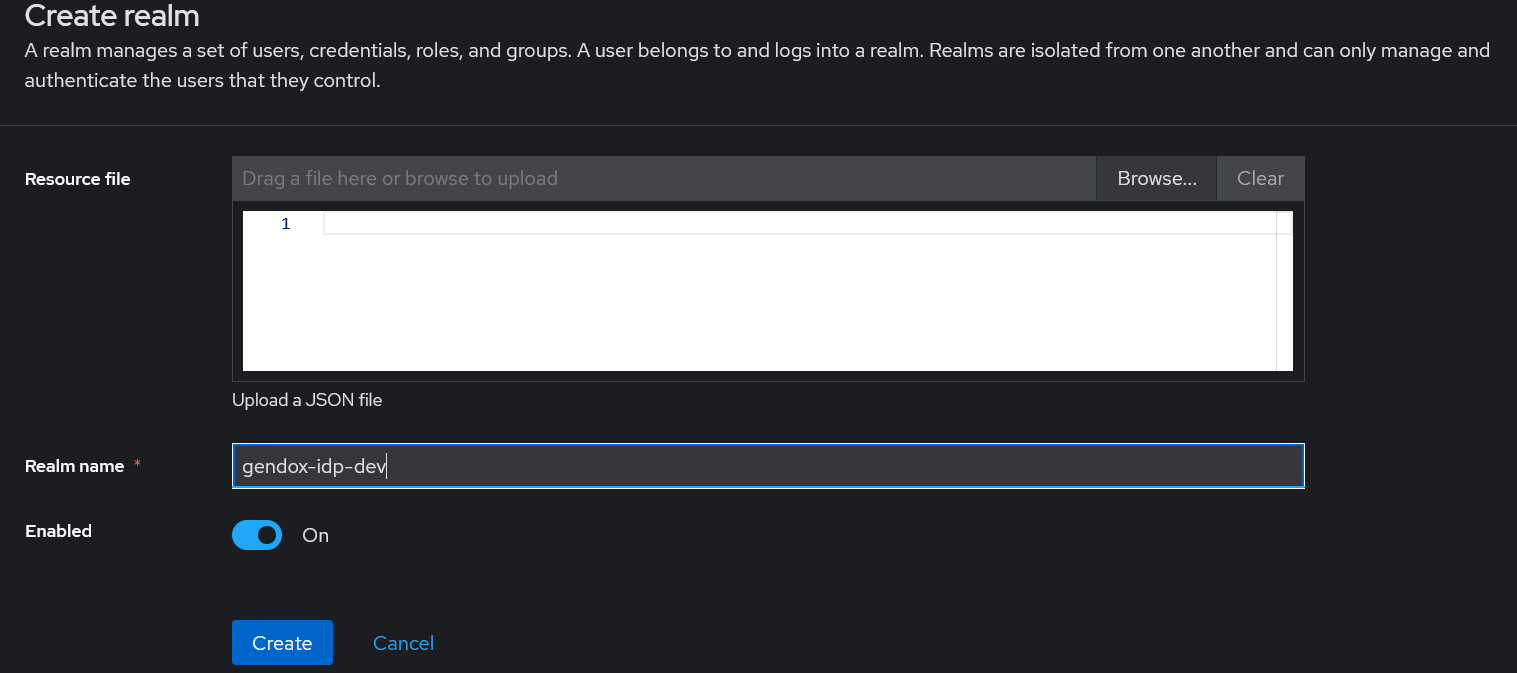 Create realm
A realm manages a set of users, credentials, roles, and groups. A user belongs to and logs into a realm. Realms are isolated from one another and can only manage and
authenticate the users that they control.
Resource file
Drag a file here or browse to upload
Browse...
Clear
1
Upload a JSON file
Realm name *
gendox-idp-dev
Enabled
On
Create
Cancel